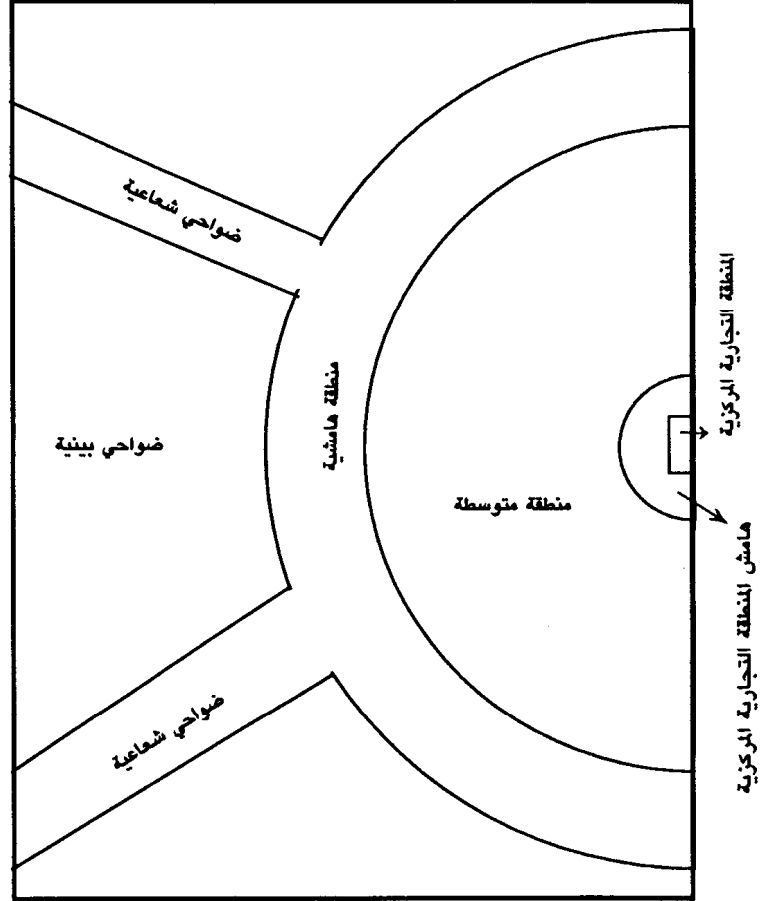 ضواحي شعاعية
منطقة هامشية
ضواحي بينية
منطقة متوسطة
ضواحي شعاعية
المنطقة التجارية المركزية
هامش المنطقة التجارية المركزية